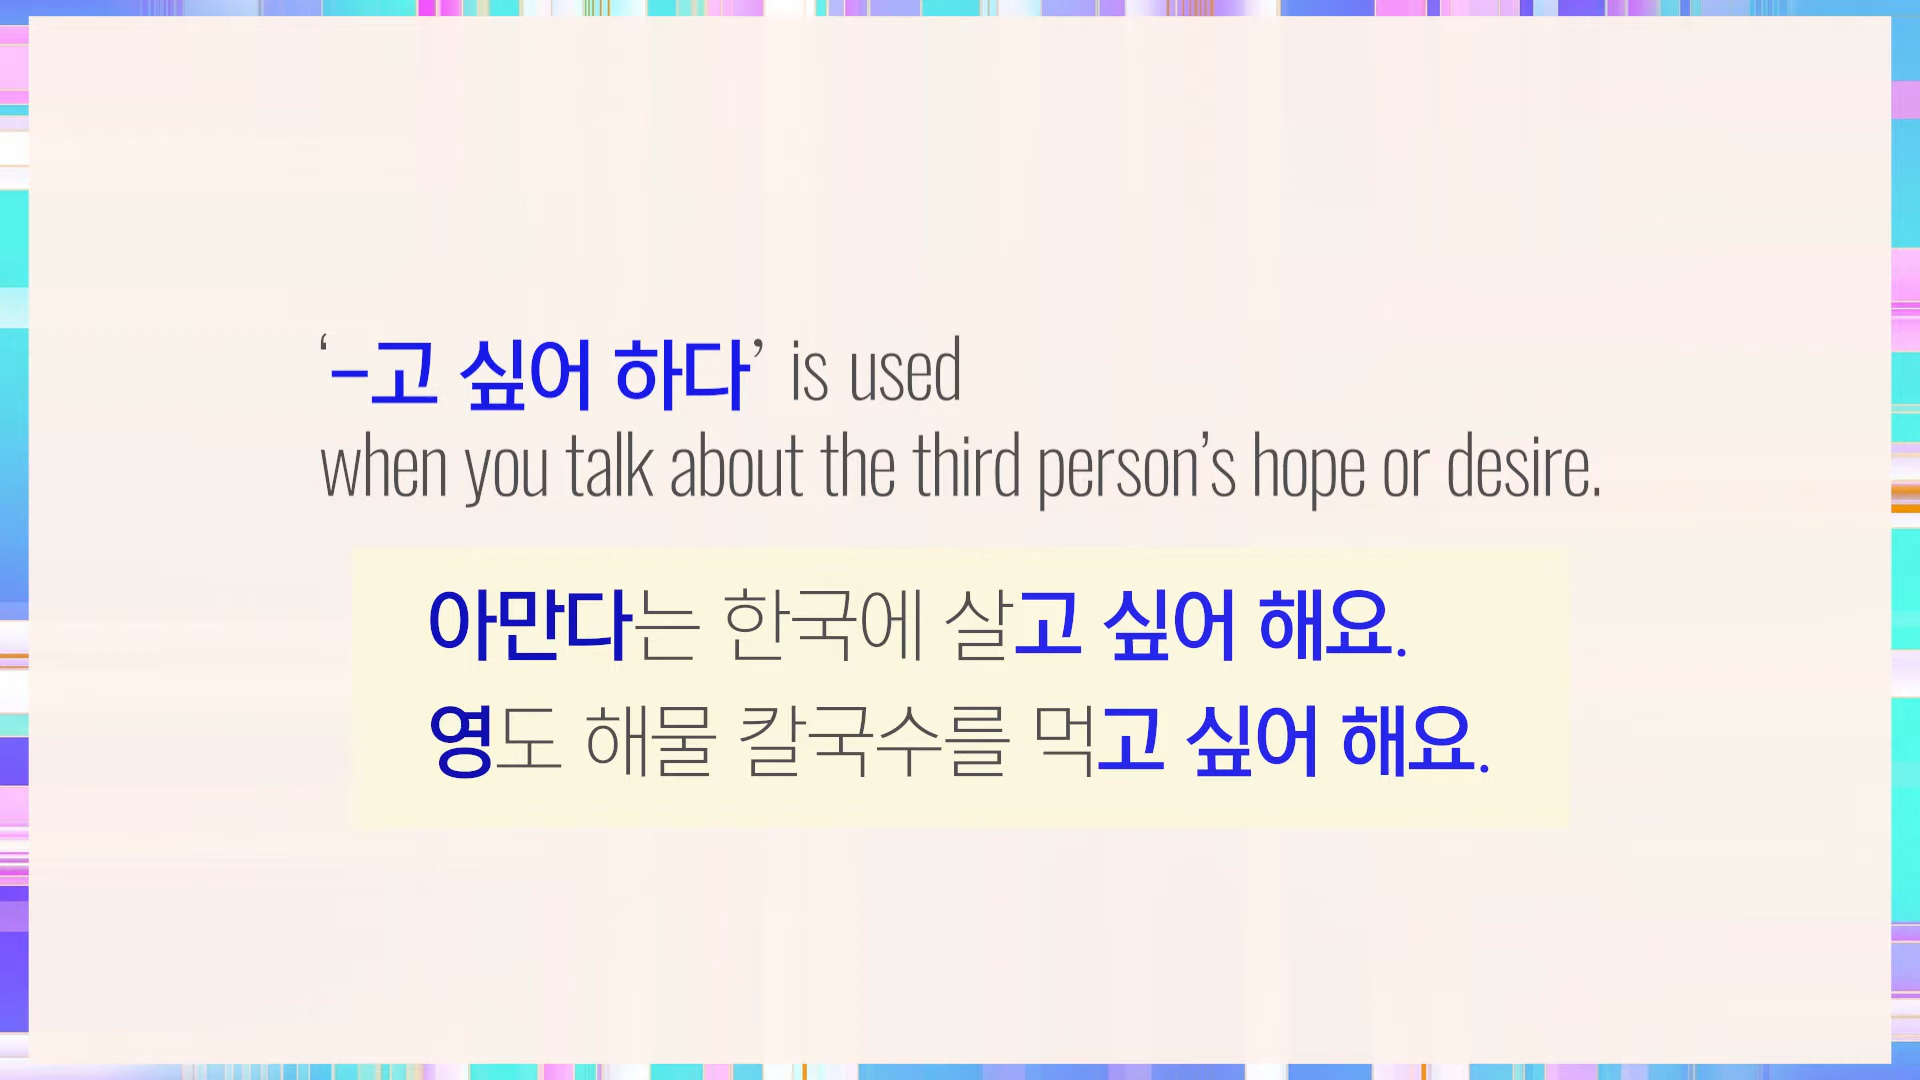 ‘-고 싶어 하다’ is used
when you talk about the third person’s hope or desire.
아만다는 한국에 살고 싶어 해요.
영도 해물 칼국수를 먹고 싶어 해요.